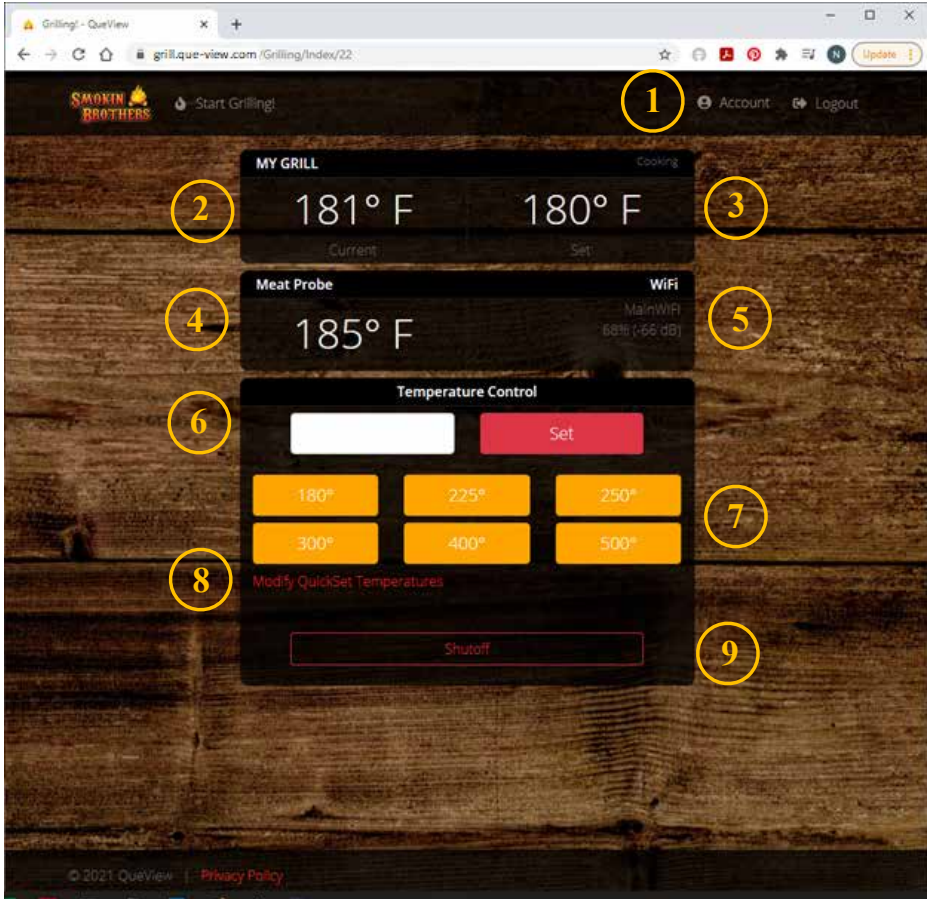 Grilling! - QueView
grill.que-view.com/Grilling/Index/22
N Update
SMOKIN BROTHERS Start Grilling! 1 Account Logout
MY GRILL Cooking
2 181° F 180° F 3
Current Set
Meat Probe WiFi
4 185° F MainWIFI 5
68% (-66 dB)
Temperature Control
6 Set
180° 225° 250°
7
300° 400° 500°
8 Modify QuickSet Temperatures
Shutoff 9
© 2021 QueView | Privacy Policy